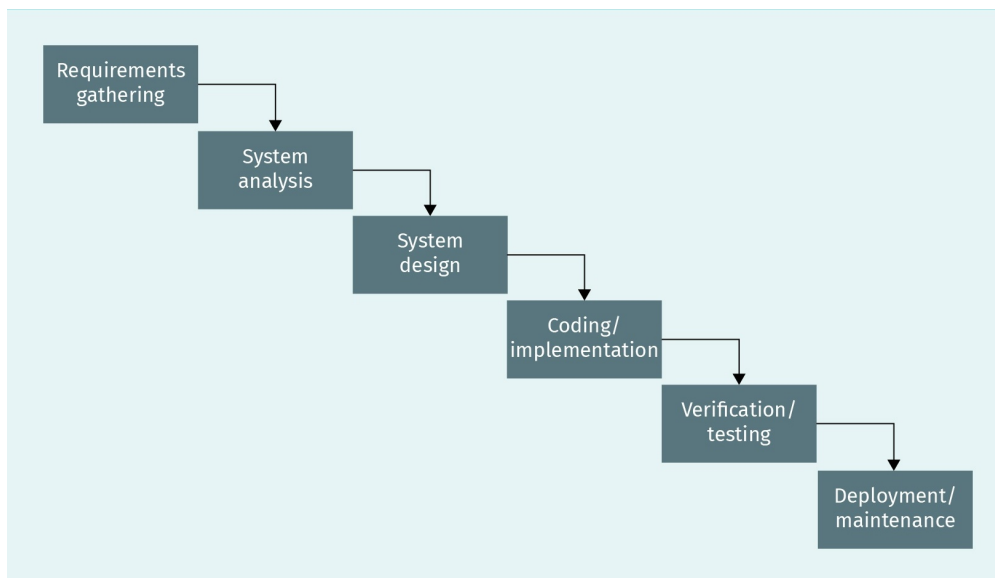 Requirements
gathering
System
analysis
System
design
Coding/
implementation
Verification/
testing
Deployment/
maintenance